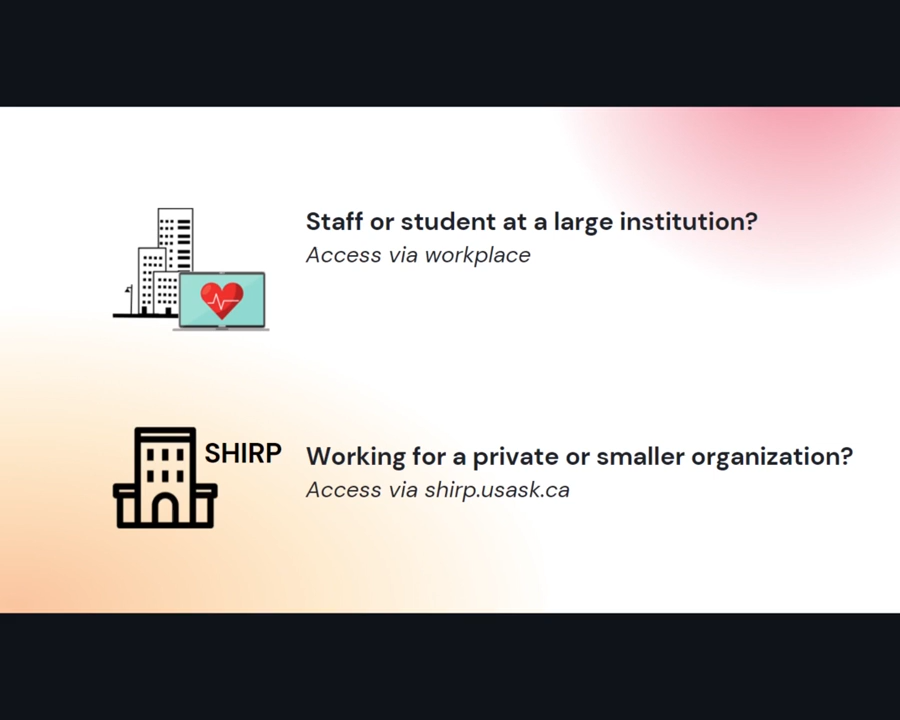 Staff or student at a large institution?
Access via workplace
SHIRP
Working for a private or smaller organization?
Access via shirp.usask.ca